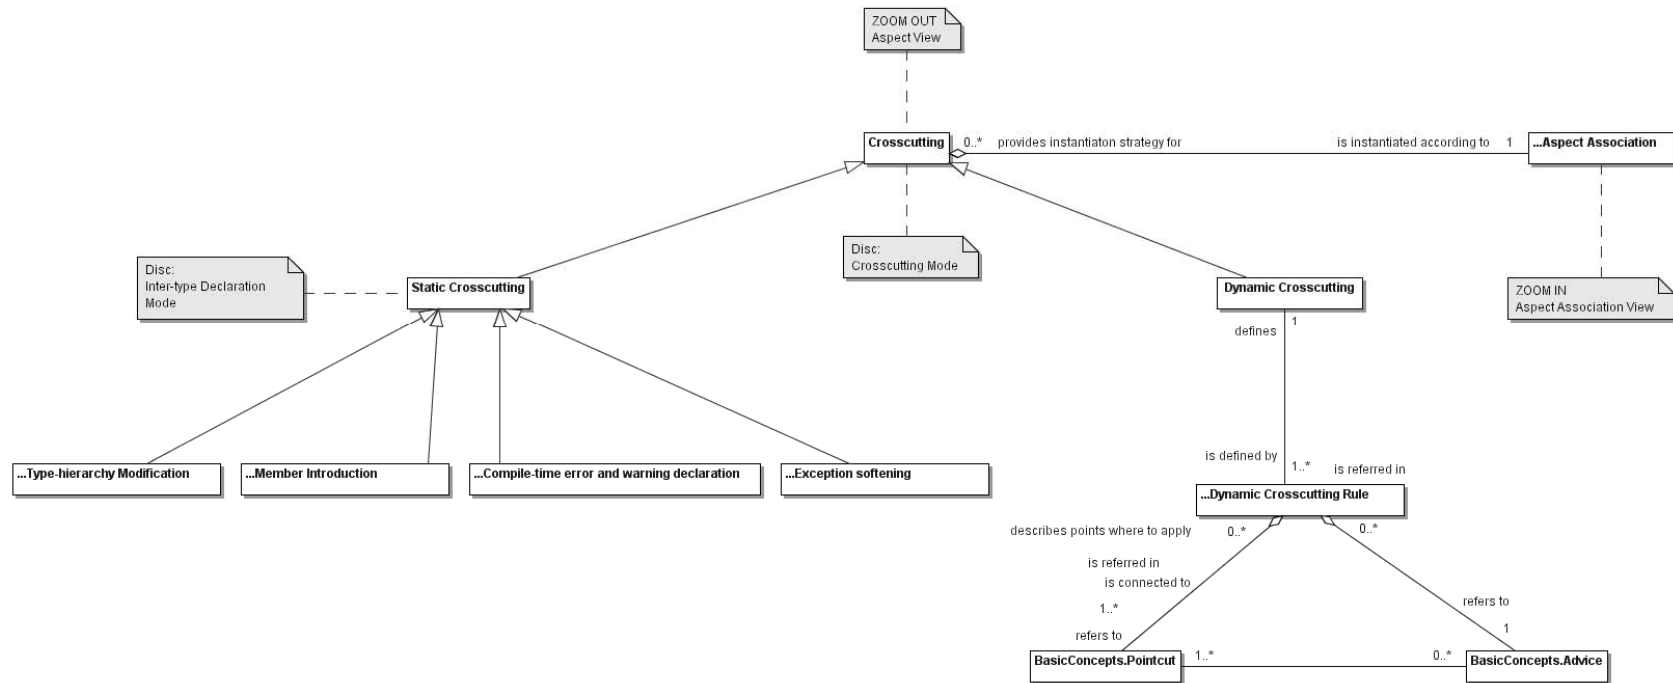 ZOOM OUT
Aspect View
Crosscutting
0..*
provides instantiaton strategy for
is instantiated according to
1
...Aspect Association
Disc:
Crosscutting Mode
Disc:
Inter-type Declaration
Mode
Static Crosscutting
Dynamic Crosscutting
ZOOM IN
Aspect Association View
1
defines
...Type-hierarchy Modification
...Member Introduction
...Compile-time error and warning declaration
...Exception softening
is defined by
1..*
is referred in
...Dynamic Crosscutting Rule
describes points where to apply
0..*
0..*
is referred in
is connected to
1..*
refers to
refers to
1
BasicConcepts.Pointcut
1..*
0..*
BasicConcepts.Advice